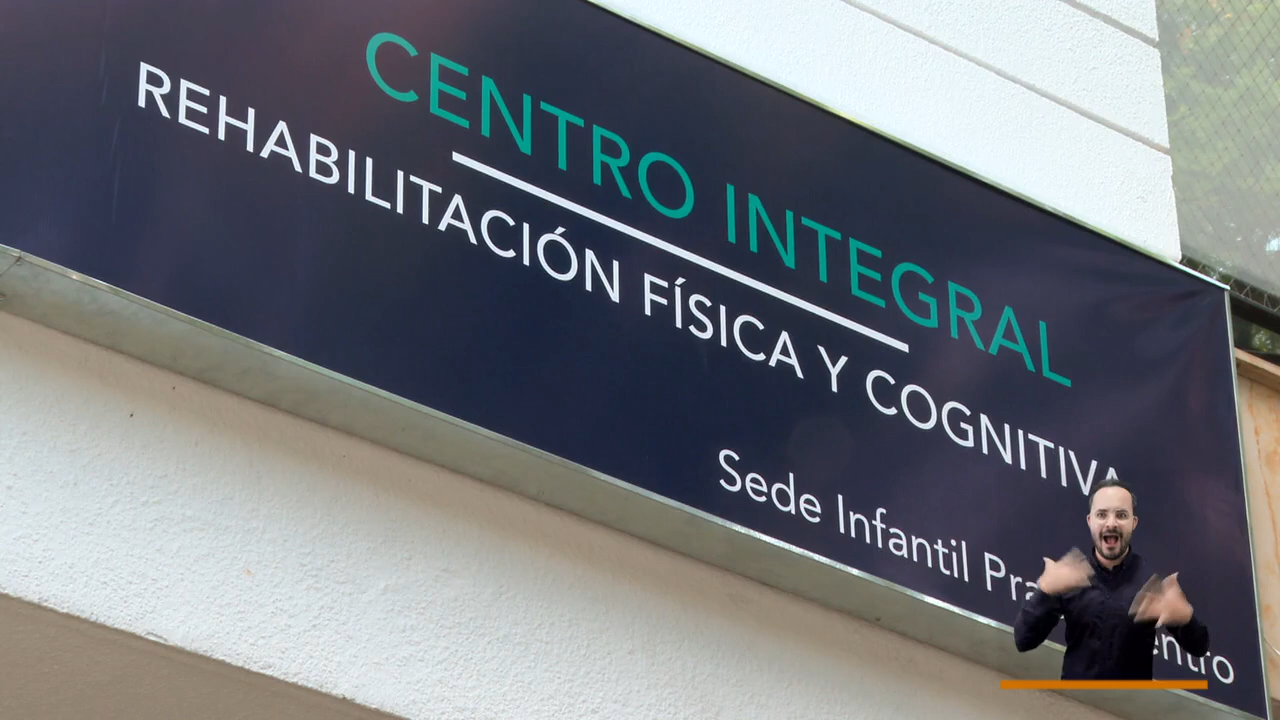 CENTRO INTEGRAL
REHABILITACIÓN FÍSICA Y COGNITIVA
Sede Infantil